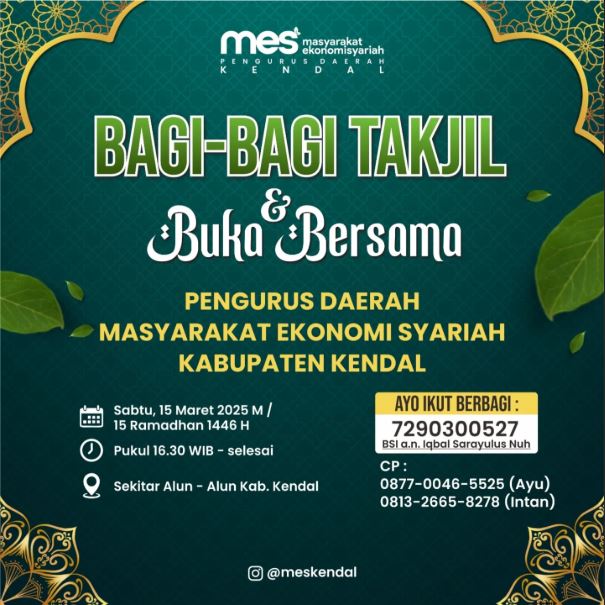 mes masyarakat
ekonomisyariah
PENGURUS DAERAH
KENDAL
BAGI-BAGI TAKJIL
&
Buka Bersama
PENGURUS DAERAH
MASYARAKAT EKONOMI SYARIAH
KABUPATEN KENDAL
Sabtu, 15 Maret 2025 M /
15 Ramadhan 1446 H
Pukul 16.30 WIB - selesai
Sekitar Alun - Alun Kab. Kendal
AYO IKUT BERBAGI :
7290300527
BSI a.n. Iqbal Sarayulus Nuh
CP :
0877-0046-5525 (Ayu)
0813-2665-8278 (Intan)
@meskendal